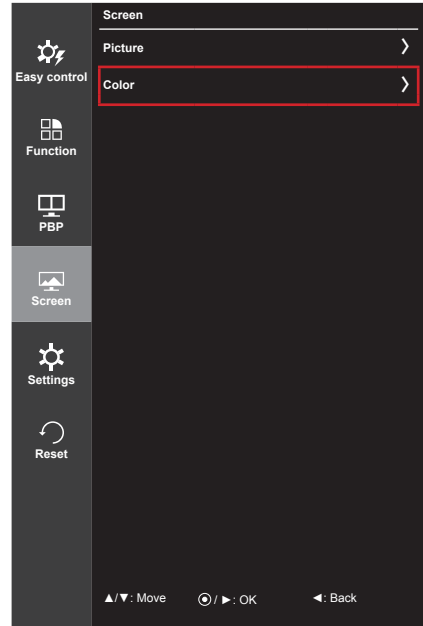 Screen
Picture
Color
Easy control
Function
PBP
Screen
Settings
Reset
▲/▼: Move ⦿ / ►: OK ◄: Back